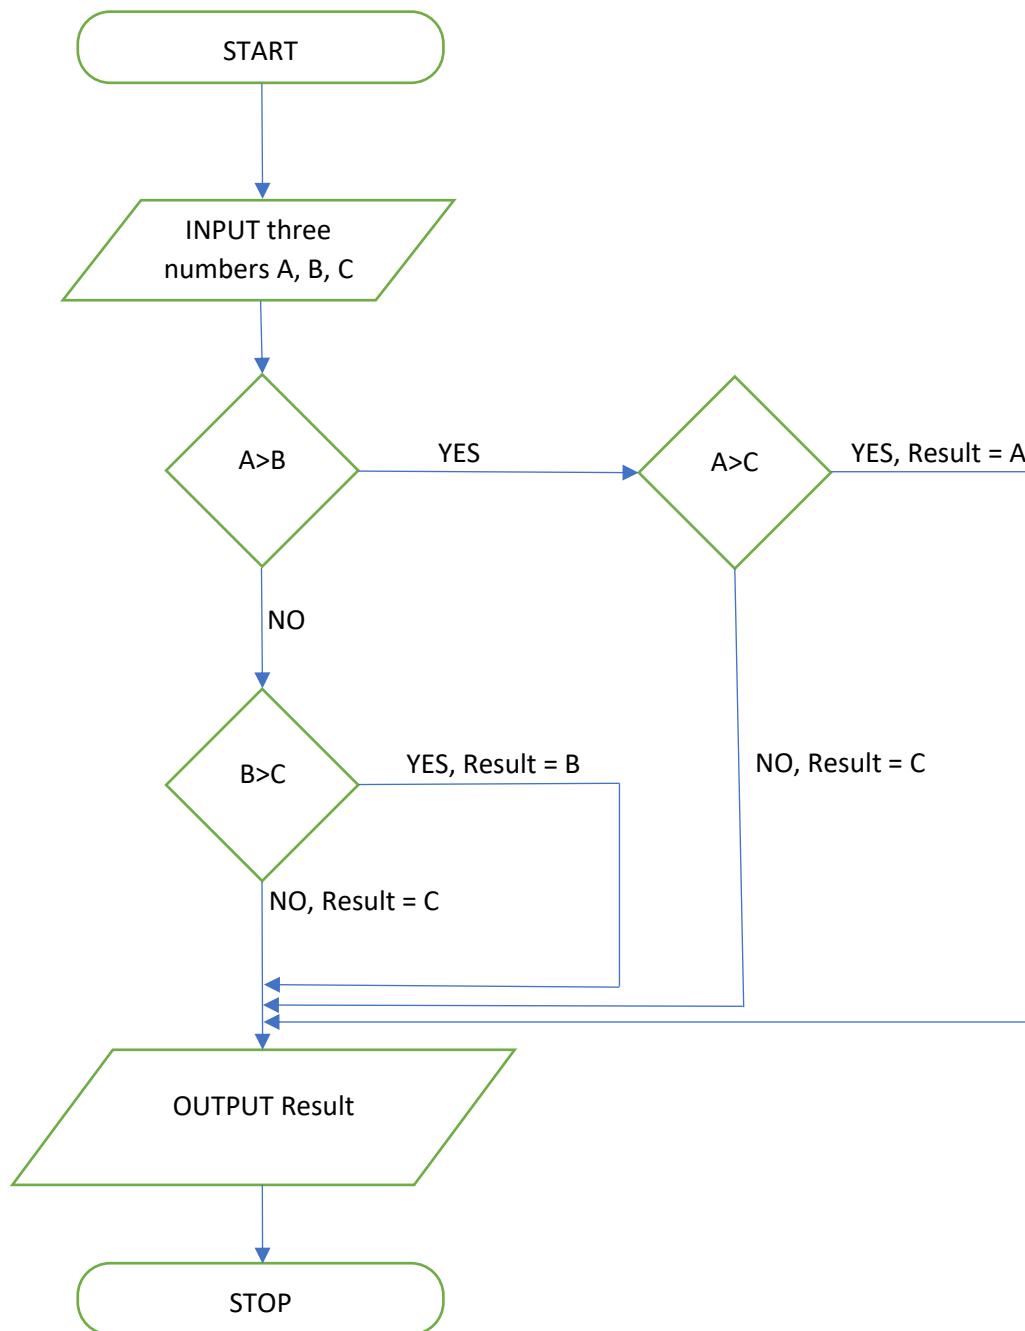 START
INPUT three
numbers A, B, C
A>B
YES
A>C
YES, Result = A
NO
B>C
YES, Result = B
NO, Result = C
NO, Result = C
OUTPUT Result
STOP